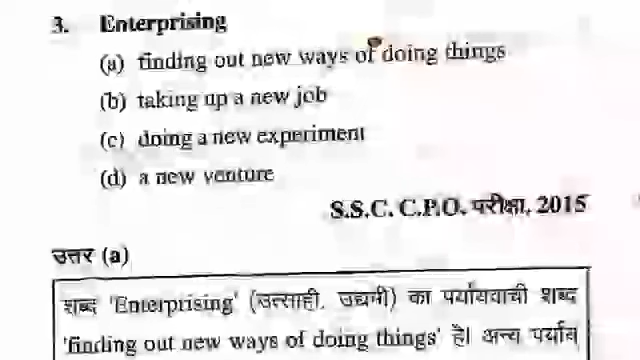 3. Enterprising
(a) finding out new ways of doing things
(b) taking up a new job
(c) doing a new experiment
(d) a new venture
S.S.C. C.P.O. परीक्षा, 2015
उत्तर (a)
शब्द 'Enterprising' (उत्साही, उद्यमी) का पर्यायवाची शब्द
'finding out new ways of doing things' है। अन्य पर्याय